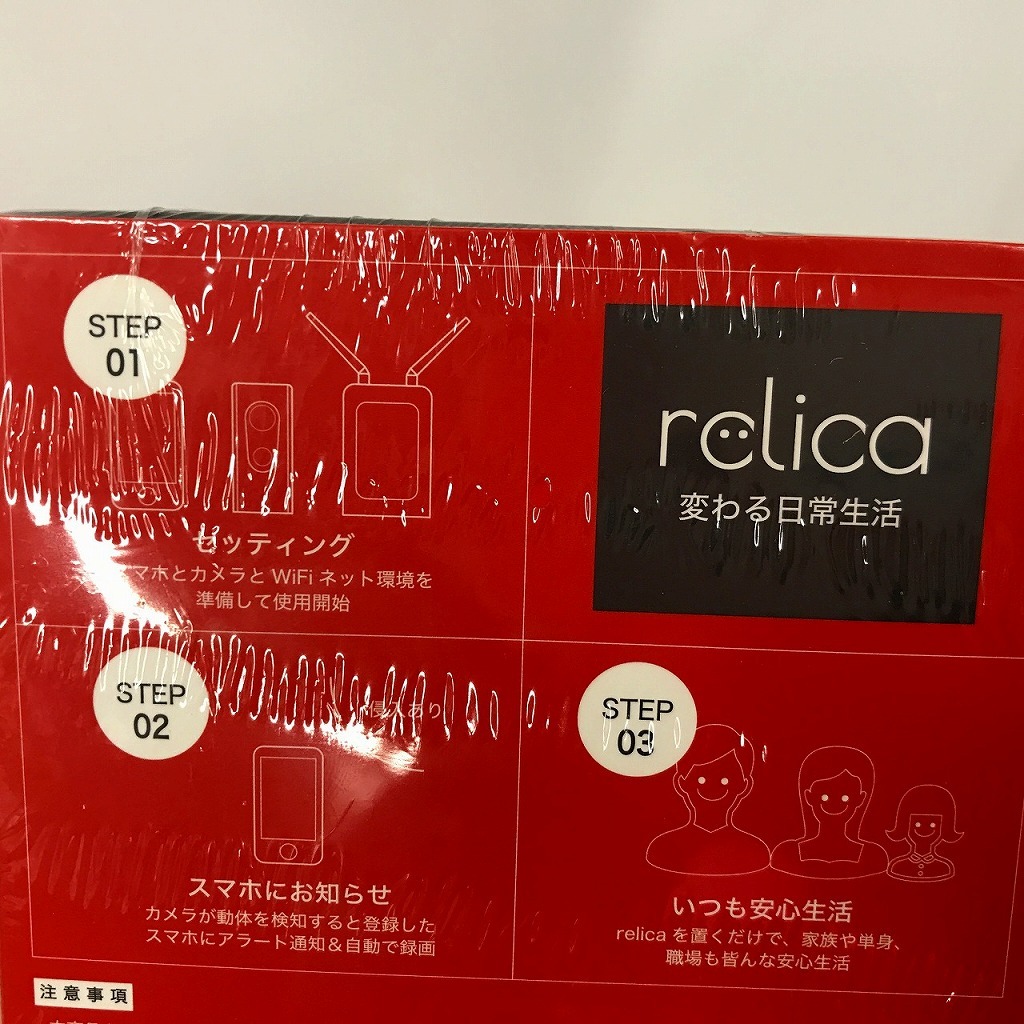 STEP
01
セッティング
スマホとカメラと WiFi ネット環境を
準備して使用開始
relica
変わる日常生活
STEP
02
侵入あり
スマホにお知らせ
カメラが動体を検知すると登録した
スマホにアラート通知＆自動で録画
STEP
03
いつも安心生活
relica を置くだけで、家族や単身、
職場も皆んな安心生活
注意事項